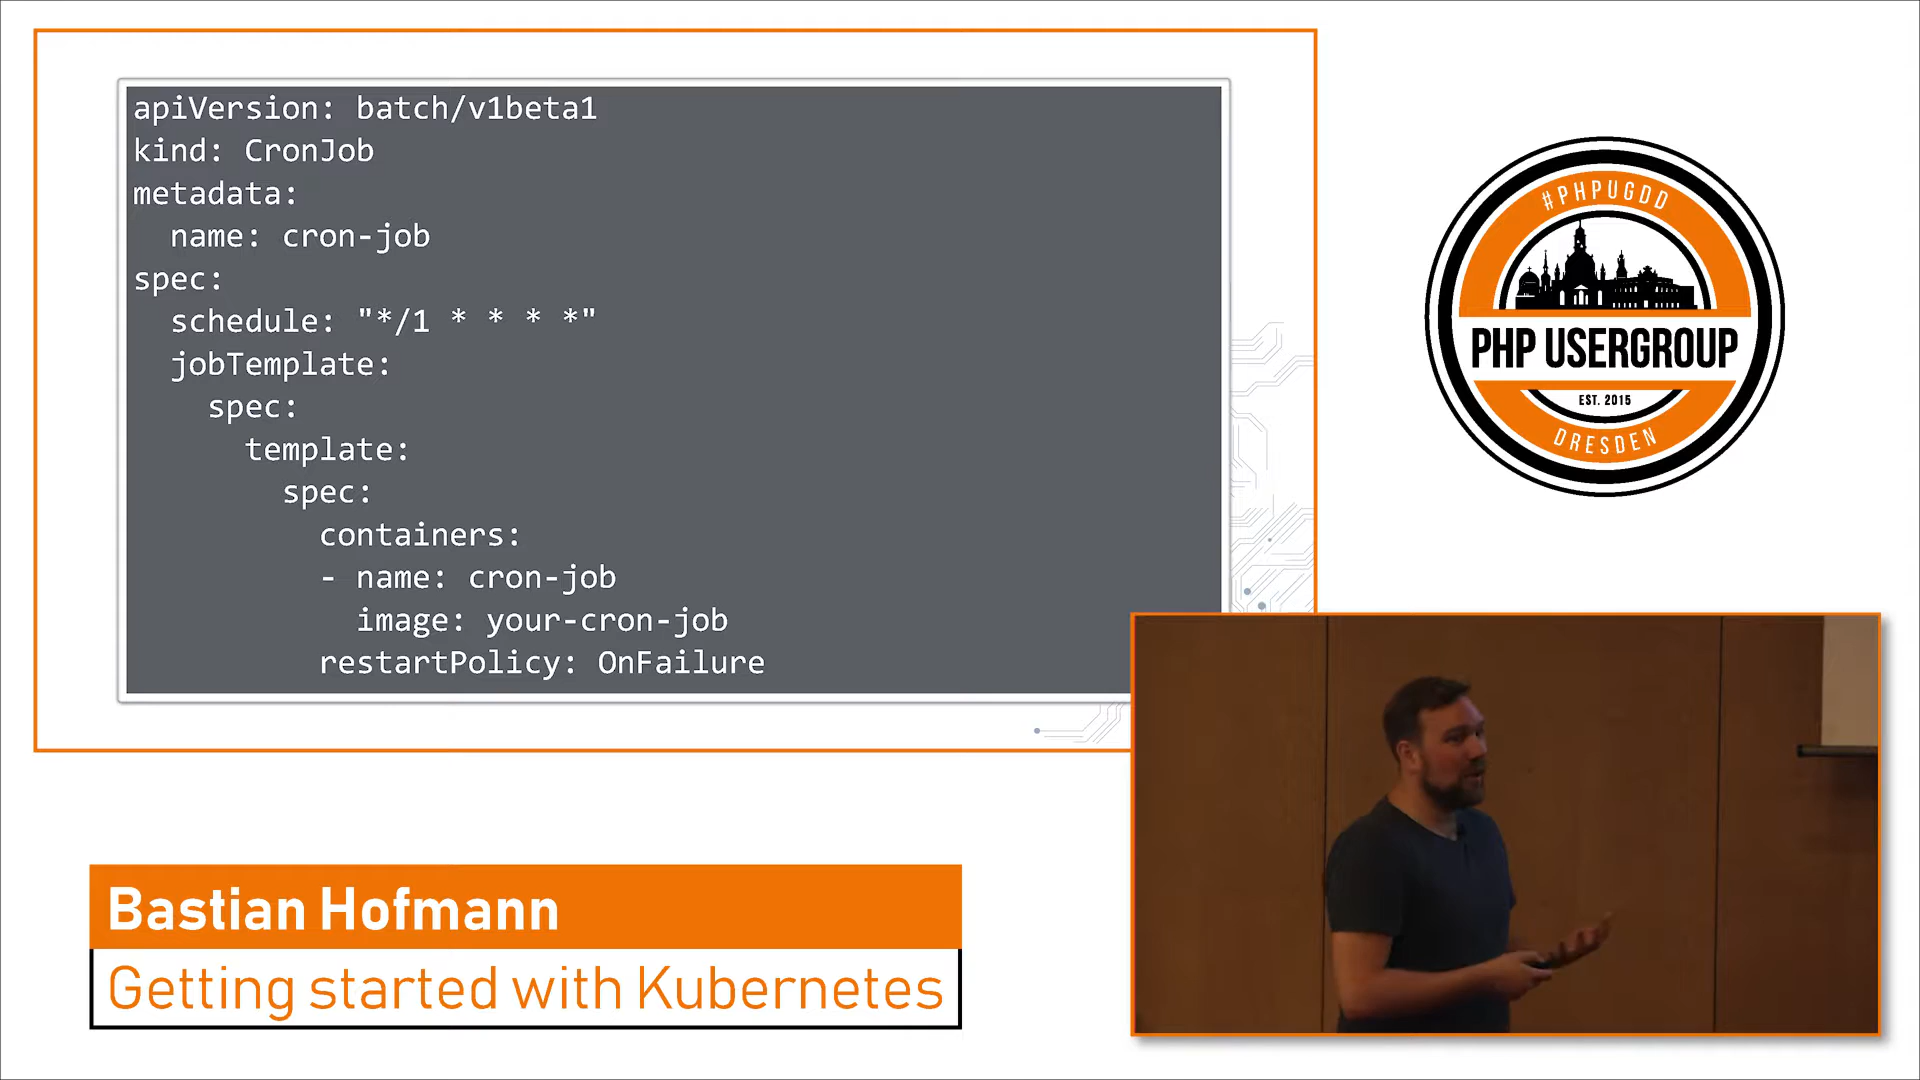 apiVersion: batch/v1beta1
kind: CronJob
metadata:
  name: cron-job
spec:
  schedule: "*/1 * * * *"
  jobTemplate:
    spec:
      template:
        spec:
          containers:
          - name: cron-job
            image: your-cron-job
          restartPolicy: OnFailure
#PHPUGDD
PHP USERGROUP
EST. 2015
DRESDEN
Bastian Hofmann
Getting started with Kubernetes